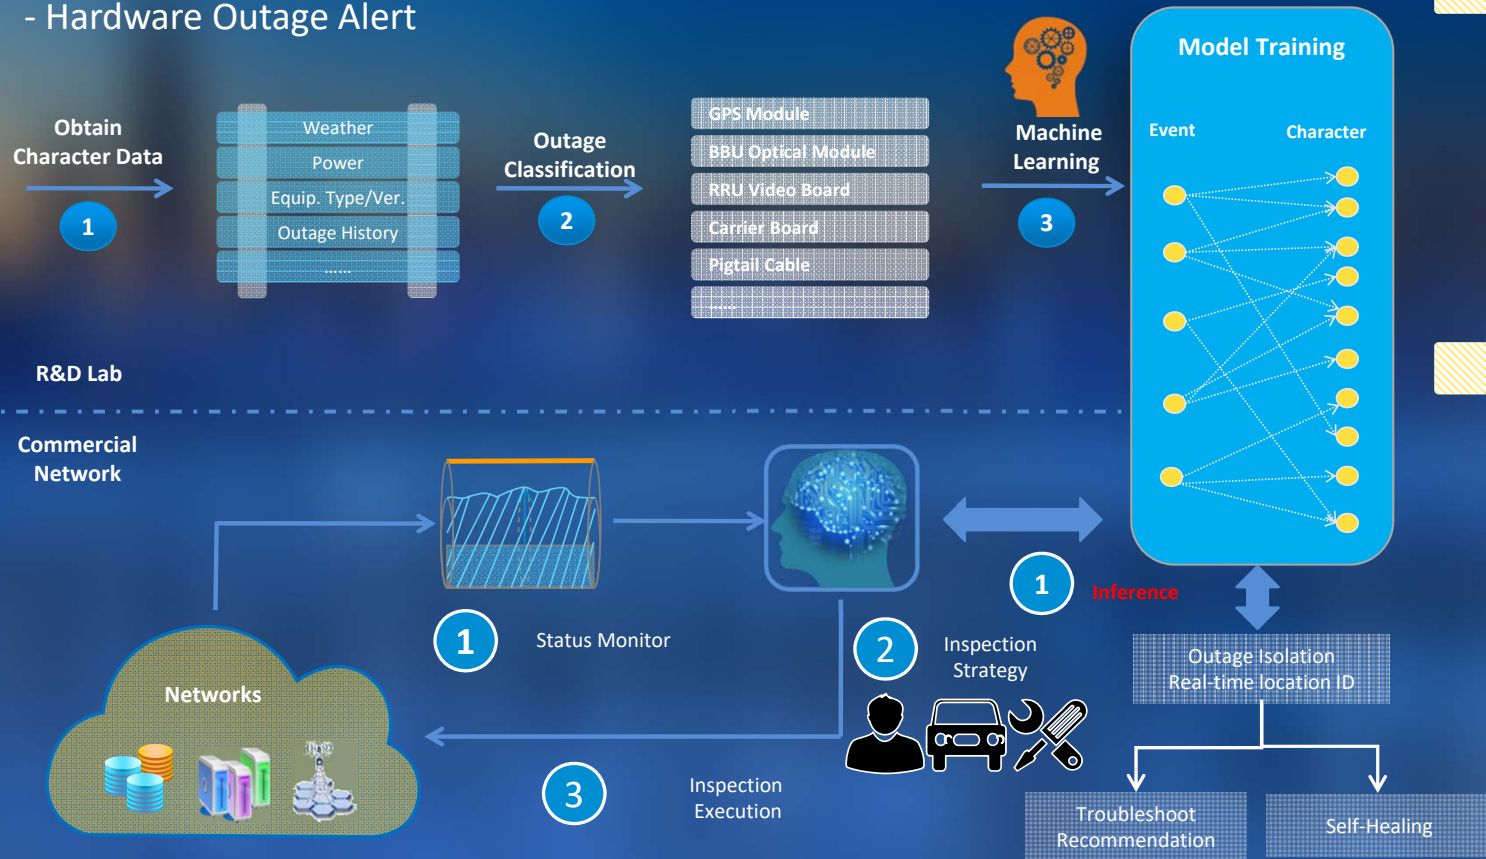 - Hardware Outage Alert
Obtain
Character Data
1
Weather
Power
Equip. Type/Ver.
Outage History
......
Outage
Classification
2
GPS Module
BBU Optical Module
RRU Video Board
Carrier Board
Pigtail Cable
......
Machine
Learning
3
Model Training
Event
Character
R&D Lab
Commercial
Network
1
Status Monitor
1
Inference
2
Inspection
Strategy
Networks
3
Inspection
Execution
Outage Isolation
Real-time location ID
Troubleshoot
Recommendation
Self-Healing